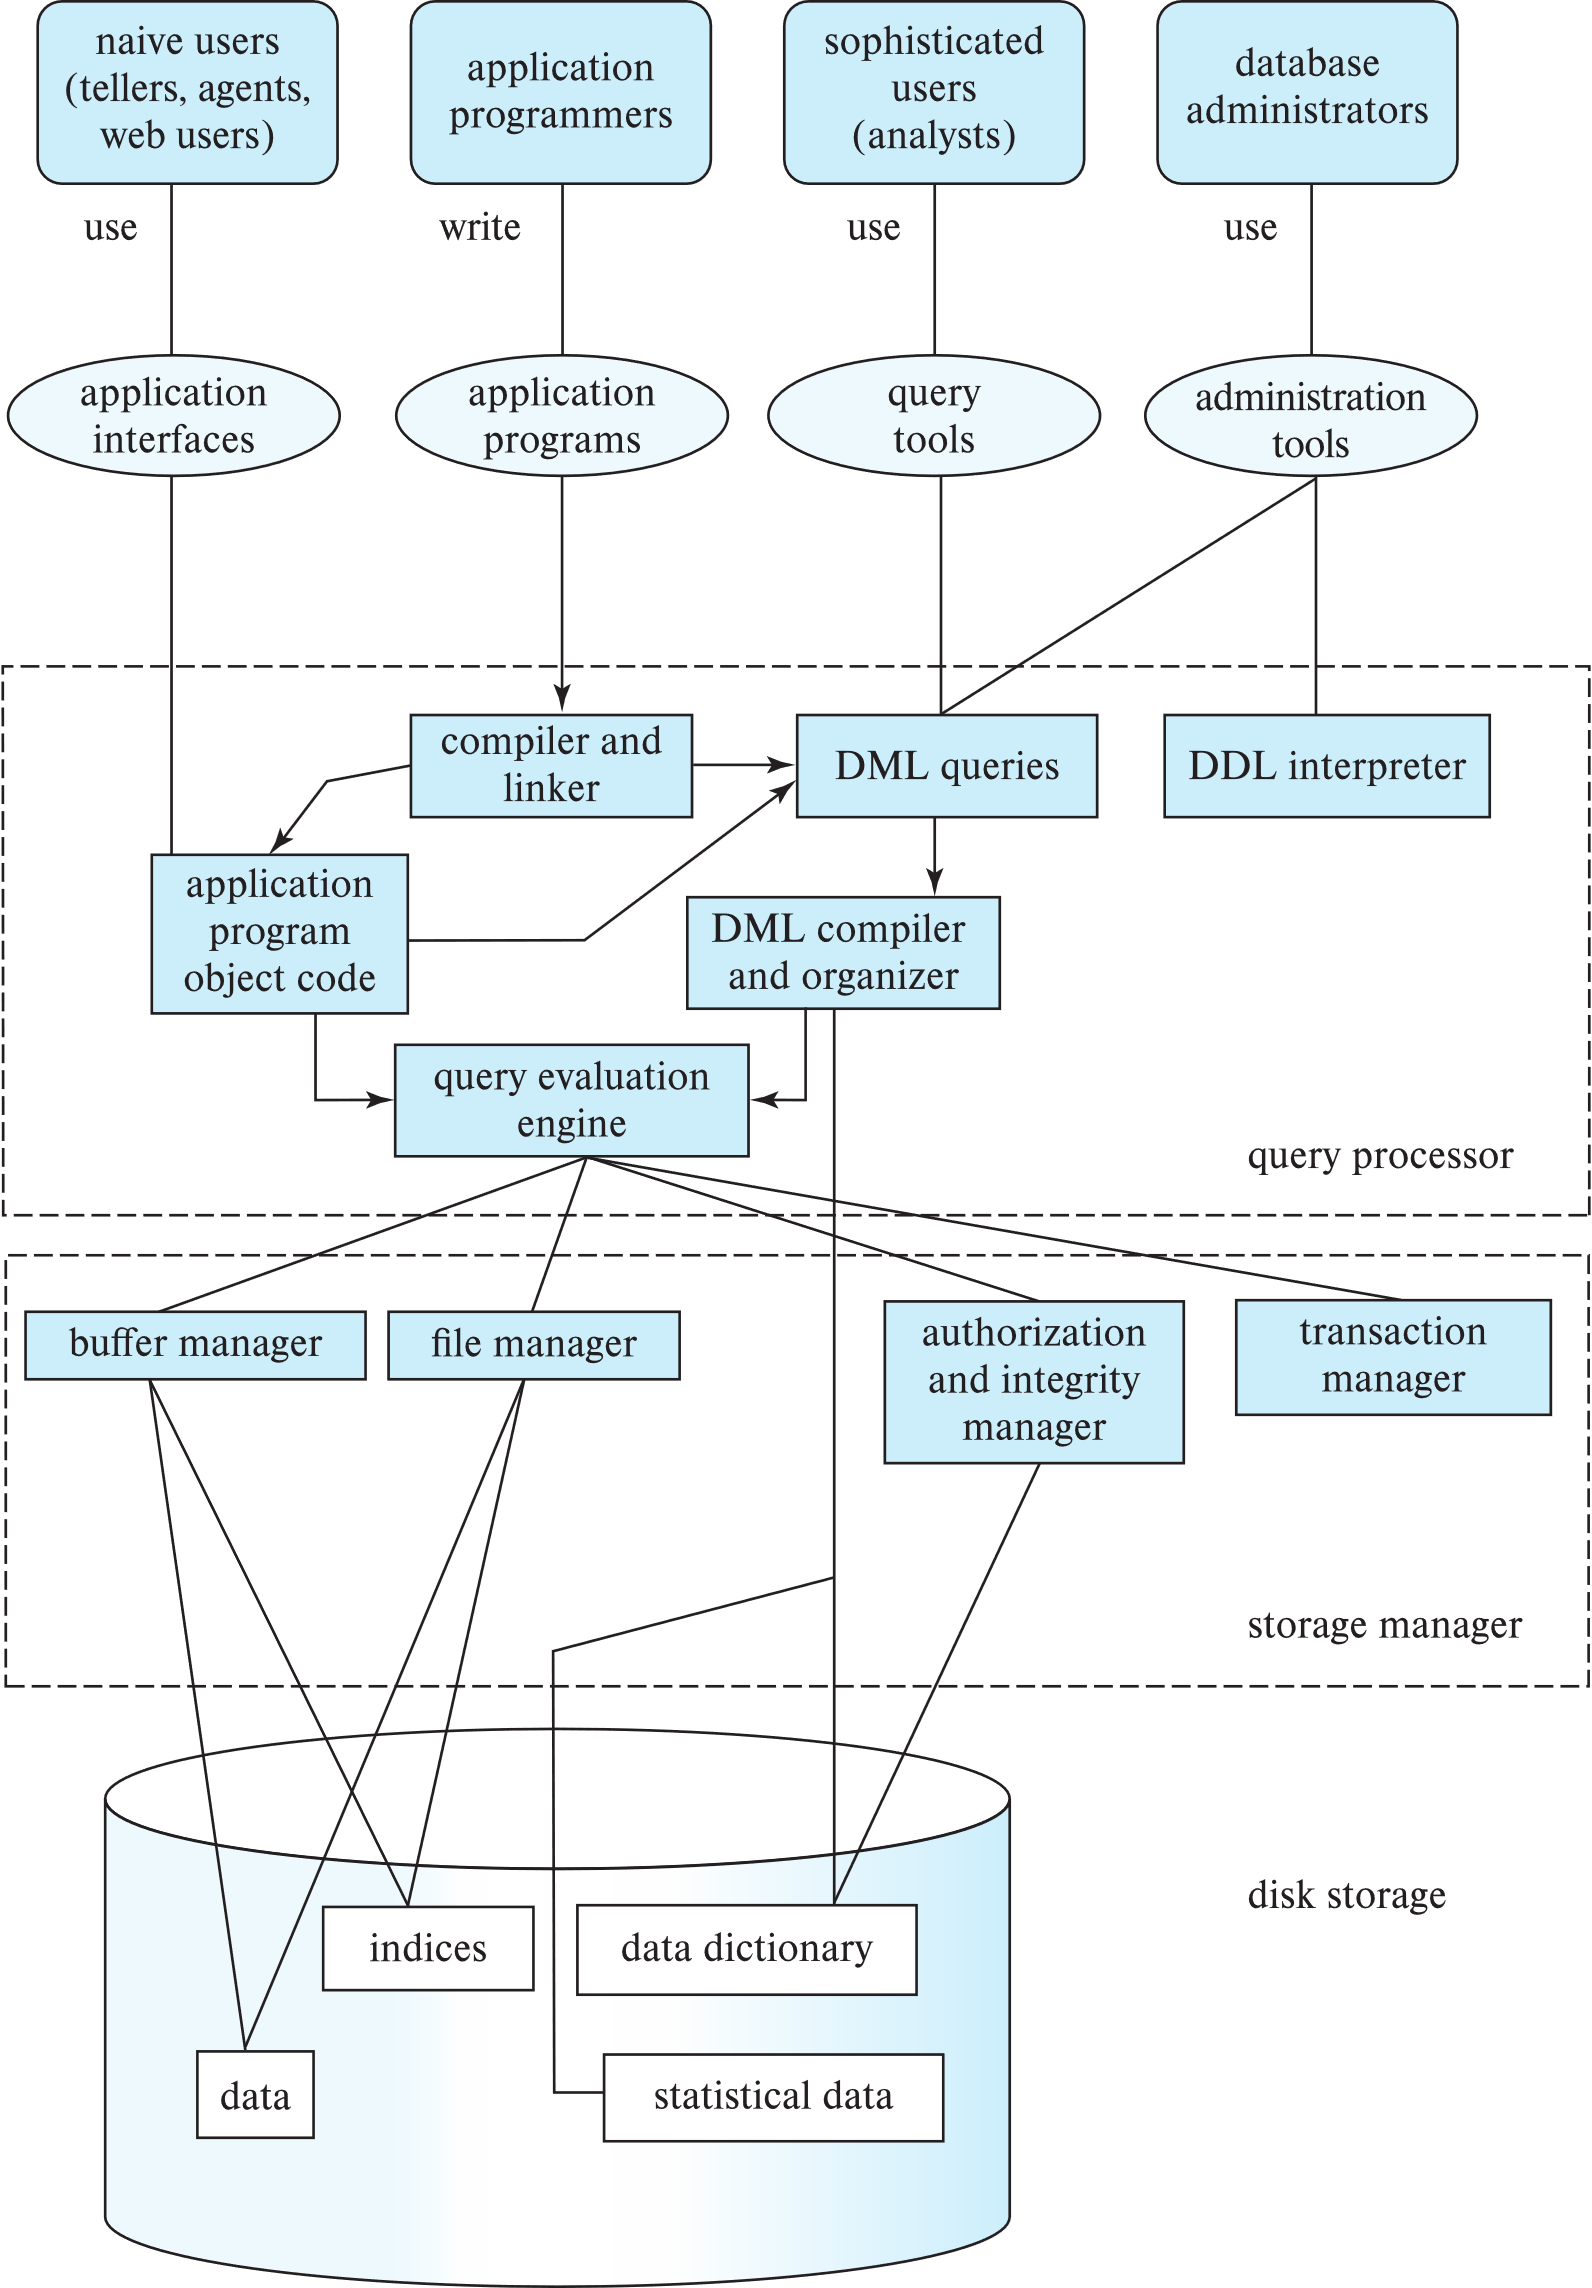 naive users
(tellers, agents,
web users)
application
programmers
sophisticated
users
(analysts)
database
administrators
use
write
use
use
application
interfaces
application
programs
query
tools
administration
tools
compiler and
linker
DML queries
DDL interpreter
application
program
object code
DML compiler
and organizer
query evaluation
engine
query processor
buffer manager
file manager
authorization
and integrity
manager
transaction
manager
storage manager
disk storage
indices
data dictionary
data
statistical data